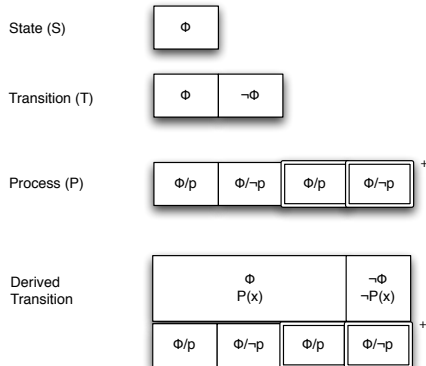 State (S)
Φ
Transition (T)
Φ ¬Φ
Process (P)
Φ/p Φ/¬p Φ/p Φ/¬p +
Derived
Transition
Φ ¬Φ
P(x) ¬P(x)
Φ/p Φ/¬p Φ/p Φ/¬p +